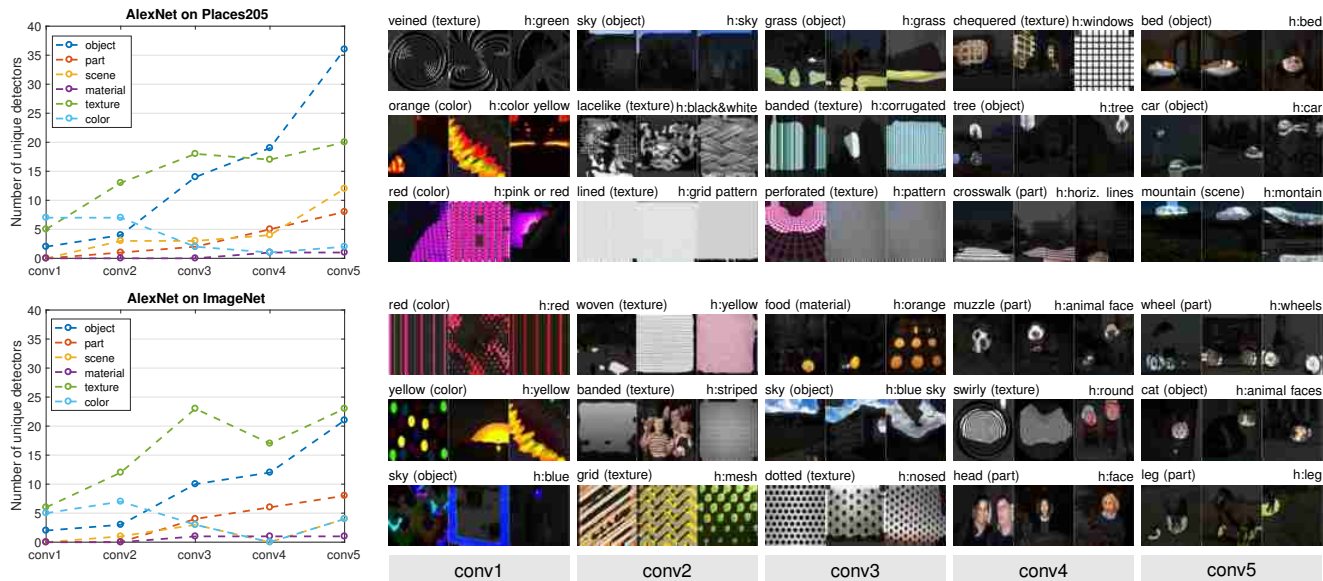 AlexNet on Places205
Number of unique detectors
40
35
30
25
20
15
10
5
0
object
part
scene
material
texture
color
conv1 conv2 conv3 conv4 conv5
veined (texture) h:green
sky (object) h:sky
grass (object) h:grass
chequered (texture) h:windows
bed (object) h:bed
orange (color) h:color yellow
lacelike (texture) h:black&white
banded (texture) h:corrugated
tree (object) h:tree
car (object) h:car
red (color) h:pink or red
lined (texture) h:grid pattern
perforated (texture) h:pattern
crosswalk (part) h:horiz. lines
mountain (scene) h:montain
AlexNet on ImageNet
Number of unique detectors
40
35
30
25
20
15
10
5
0
object
part
scene
material
texture
color
conv1 conv2 conv3 conv4 conv5
red (color) h:red
woven (texture) h:yellow
food (material) h:orange
muzzle (part) h:animal face
wheel (part) h:wheels
yellow (color) h:yellow
banded (texture) h:striped
sky (object) h:blue sky
swirly (texture) h:round
cat (object) h:animal faces
sky (object) h:blue
grid (texture) h:mesh
dotted (texture) h:nosed
head (part) h:face
leg (part) h:leg
conv1 conv2 conv3 conv4 conv5